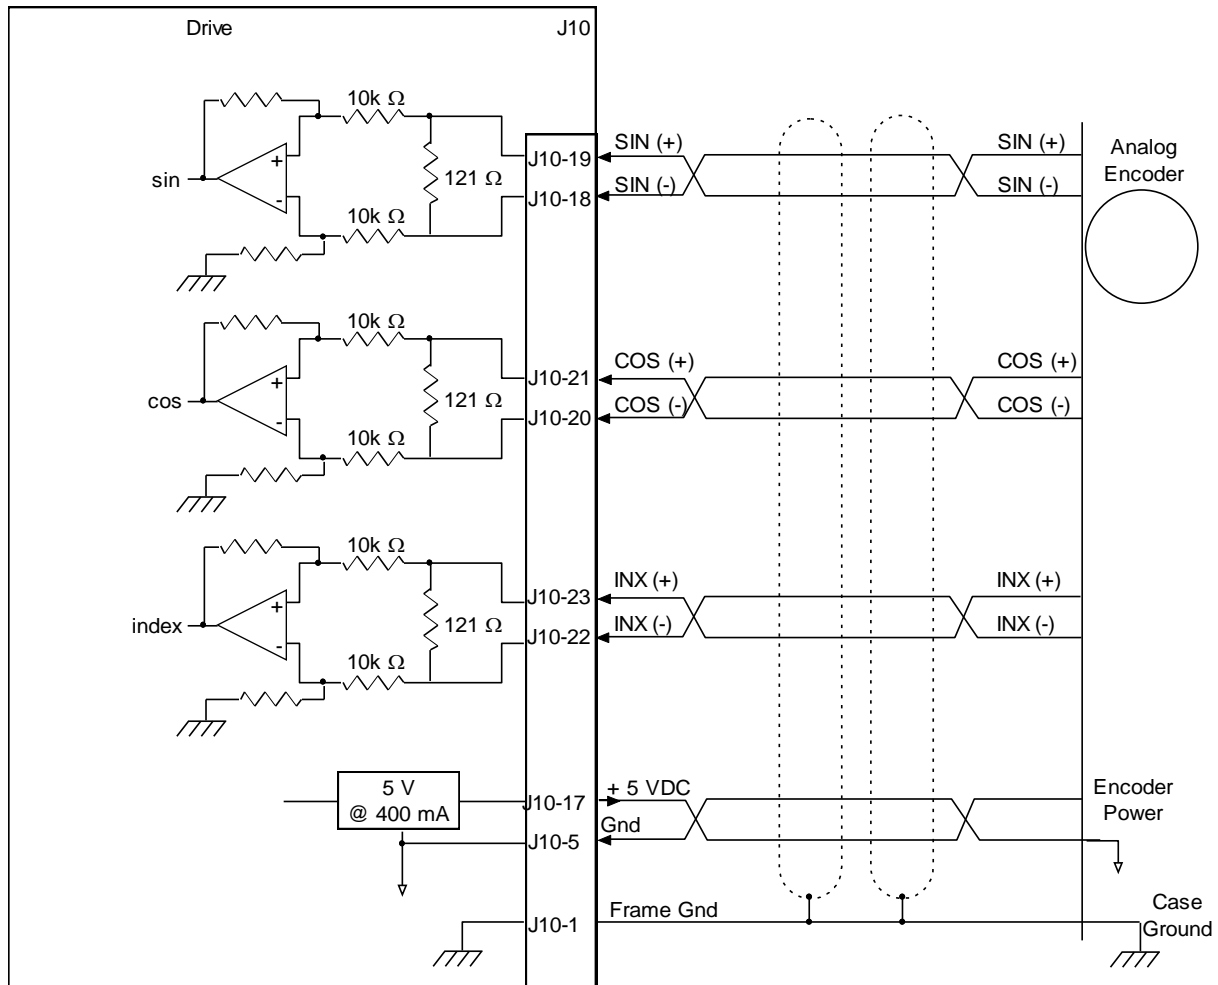 Drive
J10
10k Ω
121 Ω
10k Ω
+
-
sin
J10-19
J10-18
SIN (+)
SIN (-)
SIN (+)
SIN (-)
Analog
Encoder
10k Ω
121 Ω
10k Ω
+
-
cos
J10-21
J10-20
COS (+)
COS (-)
COS (+)
COS (-)
10k Ω
121 Ω
10k Ω
+
-
index
J10-23
J10-22
INX (+)
INX (-)
INX (+)
INX (-)
5 V
@ 400 mA
J10-17
J10-5
+ 5 VDC
Gnd
Encoder
Power
J10-1
Frame Gnd
Case
Ground